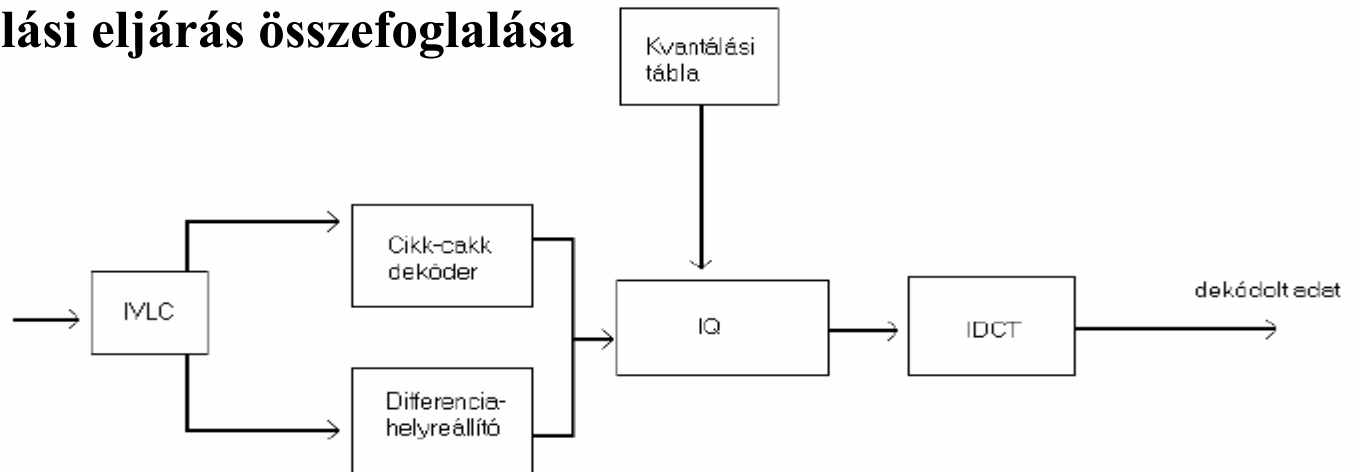 lási eljárás összefoglalása
Kvantálási
tábla
Cikk-cakk
dekóder
IVLC
IQ
IDCT
dekódolt adat
Differencia-
helyreállító